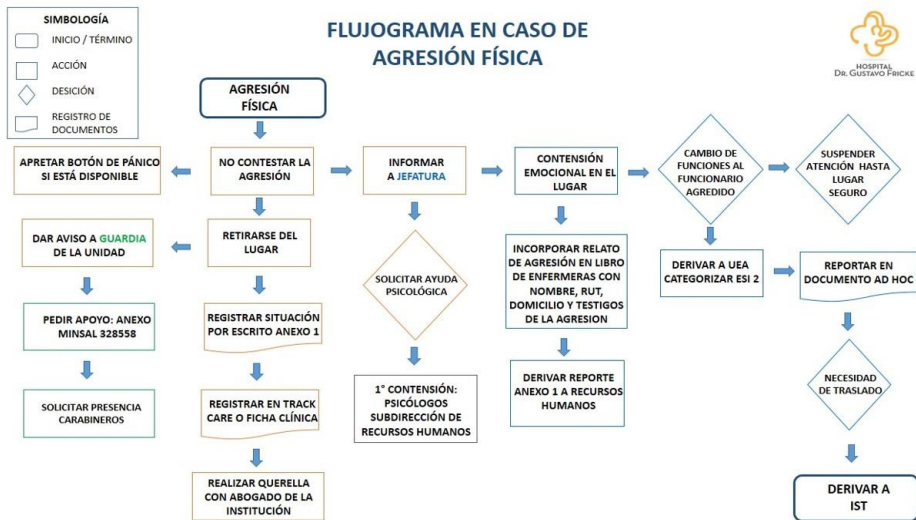 SIMBOLOGÍA
INICIO / TÉRMINO
ACCIÓN
DESICIÓN
REGISTRO DE
DOCUMENTOS
FLUJOGRAMA EN CASO DE
AGRESIÓN FÍSICA
HOSPITAL
DR. GUSTAVO FRICKE
AGRESIÓN
FÍSICA
APRETAR BOTÓN DE PÁNICO
SI ESTÁ DISPONIBLE
NO CONTESTAR LA
AGRESIÓN
INFORMAR
A JEFATURA
CONTENSIÓN
EMOCIONAL EN EL
LUGAR
CAMBIO DE
FUNCIONES AL
FUNCIONARIO
AGREDIDO
SUSPENDER
ATENCIÓN HASTA
LUGAR
SEGURO
DAR AVISO A GUARDIA
DE LA UNIDAD
RETIRARSE DEL
LUGAR
SOLICITAR AYUDA
PSICOLÓGICA
INCORPORAR RELATO
DE AGRESIÓN EN LIBRO
DE ENFERMERAS CON
NOMBRE, RUT,
DOMICILIO Y TESTIGOS
DE LA AGRESION
DERIVAR A UEA
CATEGORIZAR ESI 2
REPORTAR EN
DOCUMENTO AD HOC
PEDIR APOYO: ANEXO
MINSAL 328558
REGISTRAR SITUACIÓN
POR ESCRITO ANEXO 1
SOLICITAR PRESENCIA
CARABINEROS
REGISTRAR EN TRACK
CARE O FICHA CLÍNICA
1° CONTENSIÓN:
PSICÓLOGOS
SUBDIRECCIÓN DE
RECURSOS HUMANOS
DERIVAR REPORTE
ANEXO 1 A RECURSOS
HUMANOS
NECESIDAD
DE TRASLADO
REALIZAR QUERELLA
CON ABOGADO DE LA
INSTITUCIÓN
DERIVAR A
IST